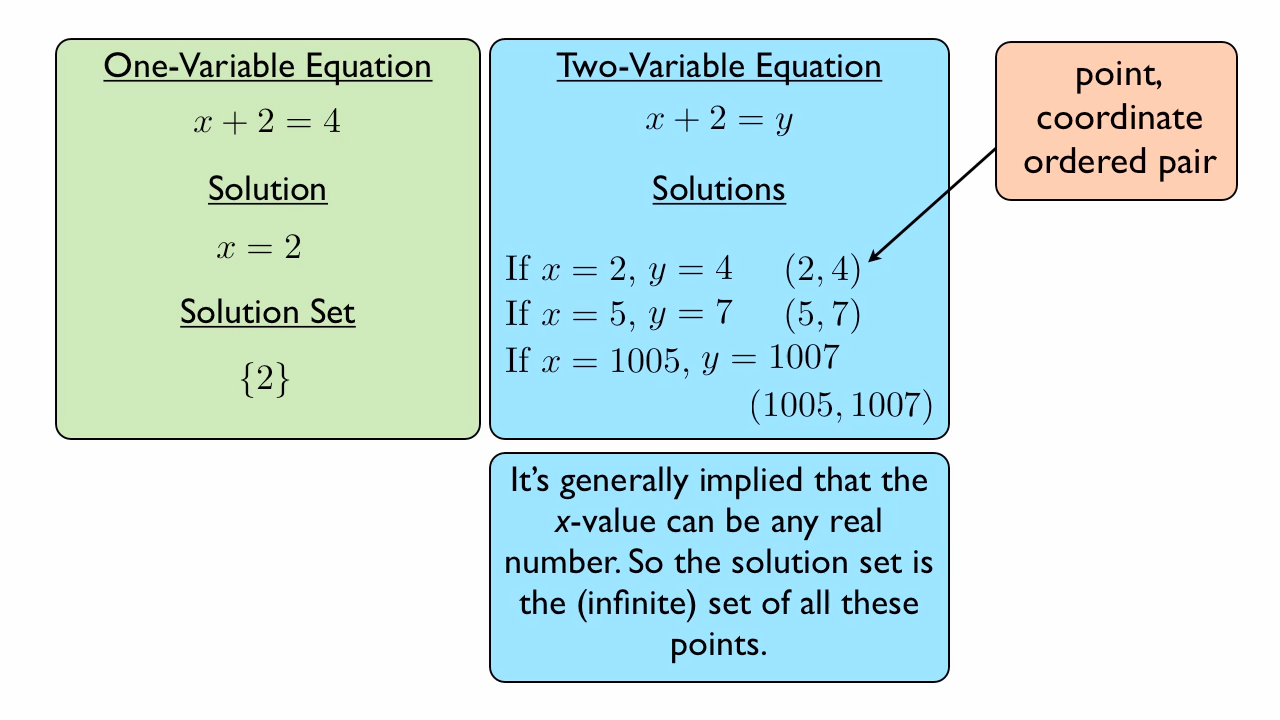 One-Variable Equation
x + 2 = 4
Solution
x = 2
Solution Set
{2}
Two-Variable Equation
x + 2 = y
Solutions
If x = 2, y = 4 (2, 4)
If x = 5, y = 7 (5, 7)
If x = 1005, y = 1007
(1005, 1007)
It’s generally implied that the
x-value can be any real
number. So the solution set is
the (infinite) set of all these
points.
point,
coordinate
ordered pair